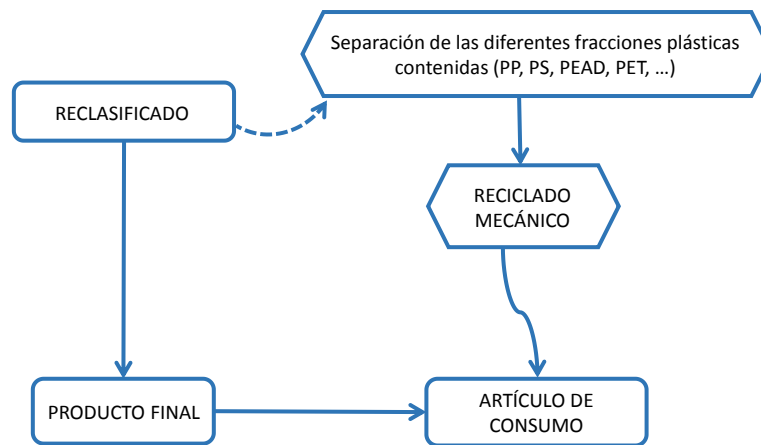 Separación de las diferentes fracciones plásticas
contenidas (PP, PS, PEAD, PET, ...)
RECLASIFICADO
RECICLADO
MECÁNICO
PRODUCTO FINAL
ARTÍCULO DE
CONSUMO